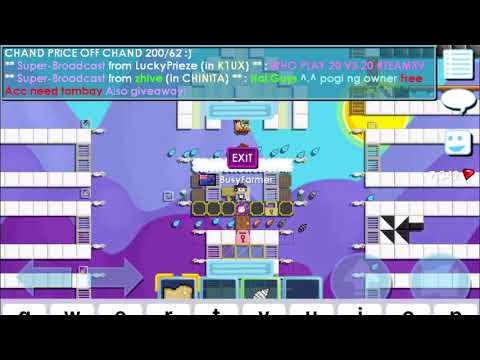 CHAND PRICE OFF CHAND 200/62 :)
** Super-Broadcast from LuckyPrieze (in K1UX) ** : WHO PLAY 20 VS 20 #TEAMRV
** Super-Broadcast from zhive (in CHINITA) ** : Hai Guys ^.^ pogi ng owner free
Acc need tambay Also giveaway!
EXIT
BusyFarmer
q w e r t y u i o p